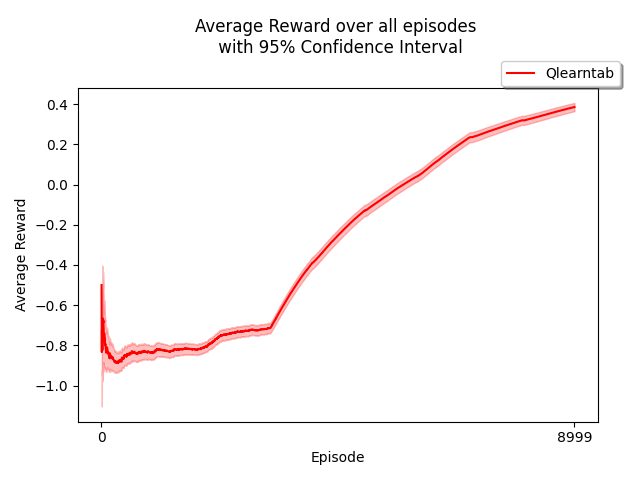 Average Reward over all episodes
with 95% Confidence Interval
Qlearntab
0.4
0.2
0.0
−0.2
−0.4
−0.6
−0.8
−1.0
Average Reward
0
8999
Episode